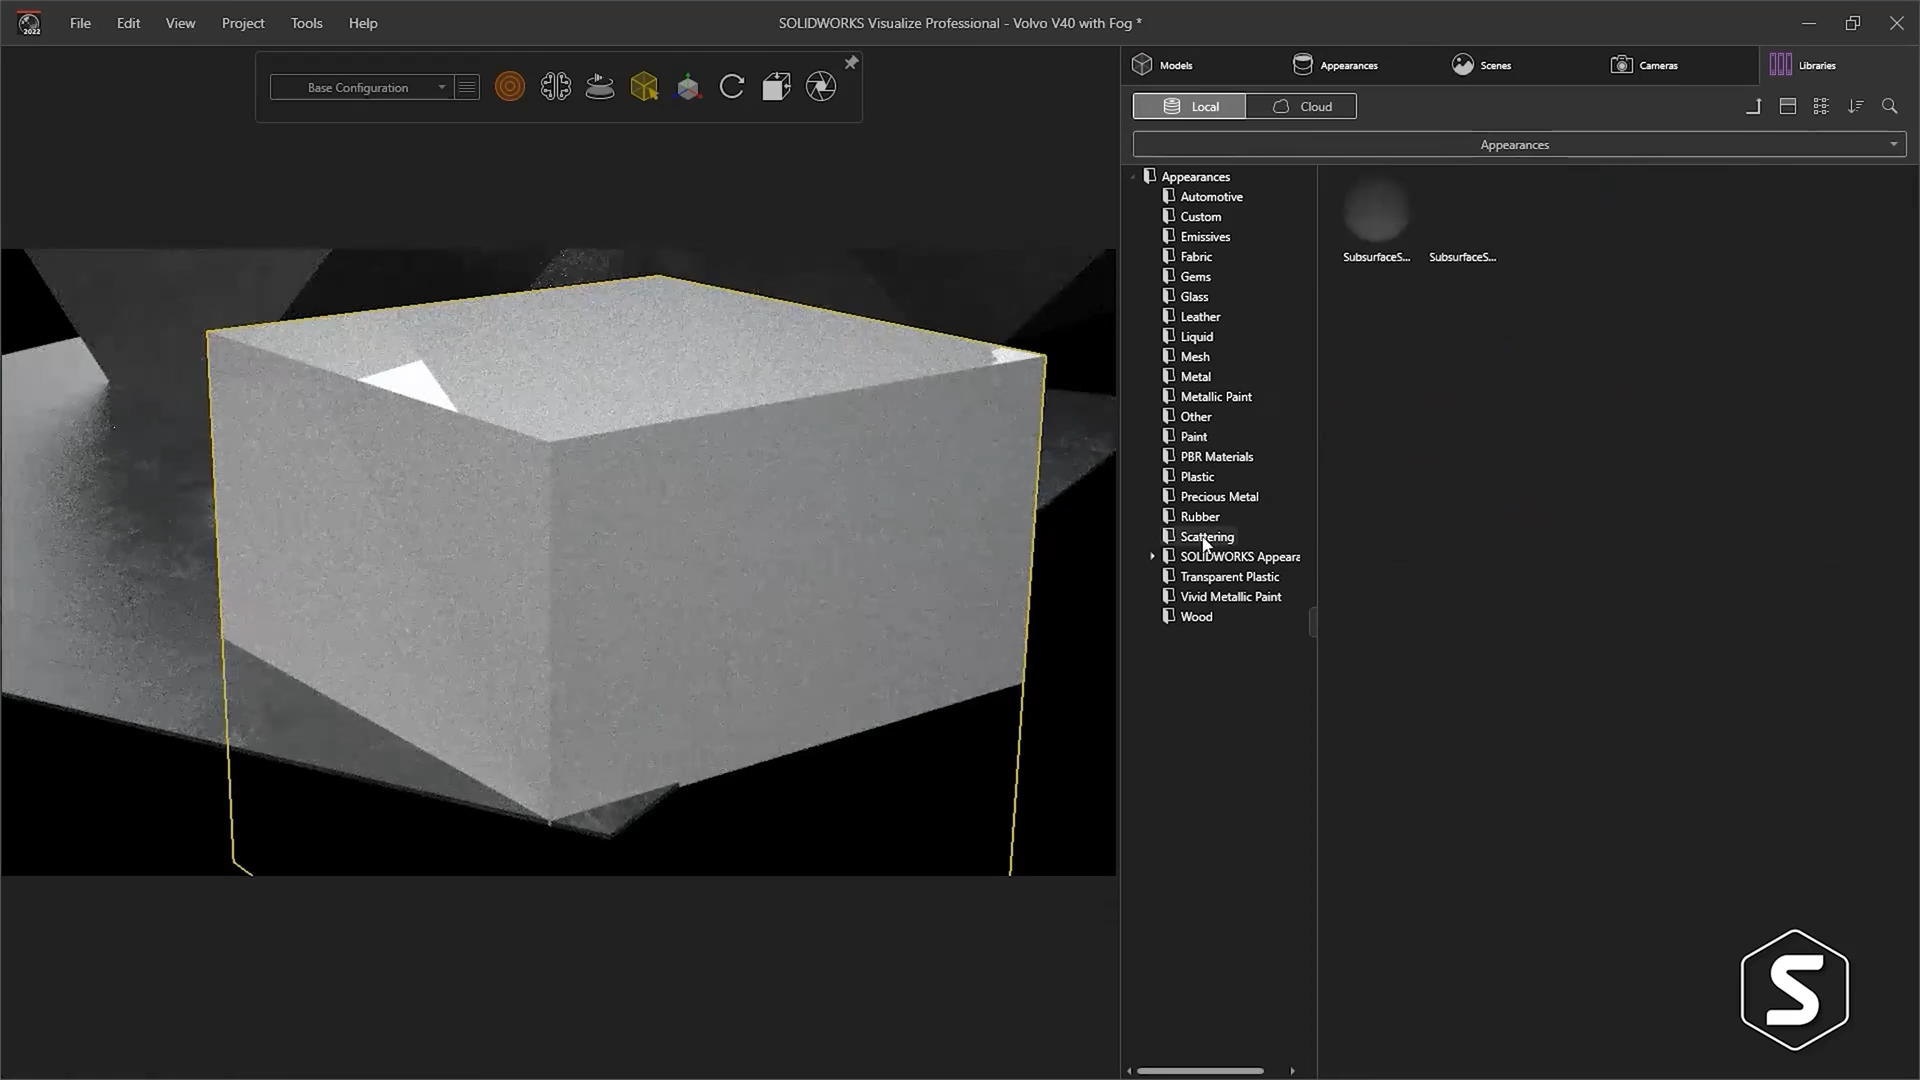 2022
File
Edit
View
Project
Tools
Help
SOLIDWORKS Visualize Professional - Volvo V40 with Fog *
Base Configuration
Models
Appearances
Scenes
Cameras
Libraries
Local
Cloud
Appearances
Appearances
Automotive
Custom
Emissives
Fabric
Gems
Glass
Leather
Liquid
Mesh
Metal
Metallic Paint
Other
Paint
PBR Materials
Plastic
Precious Metal
Rubber
Scattering
SOLIDWORKS Appeara
Transparent Plastic
Vivid Metallic Paint
Wood
SubsurfaceS...
SubsurfaceS...
S